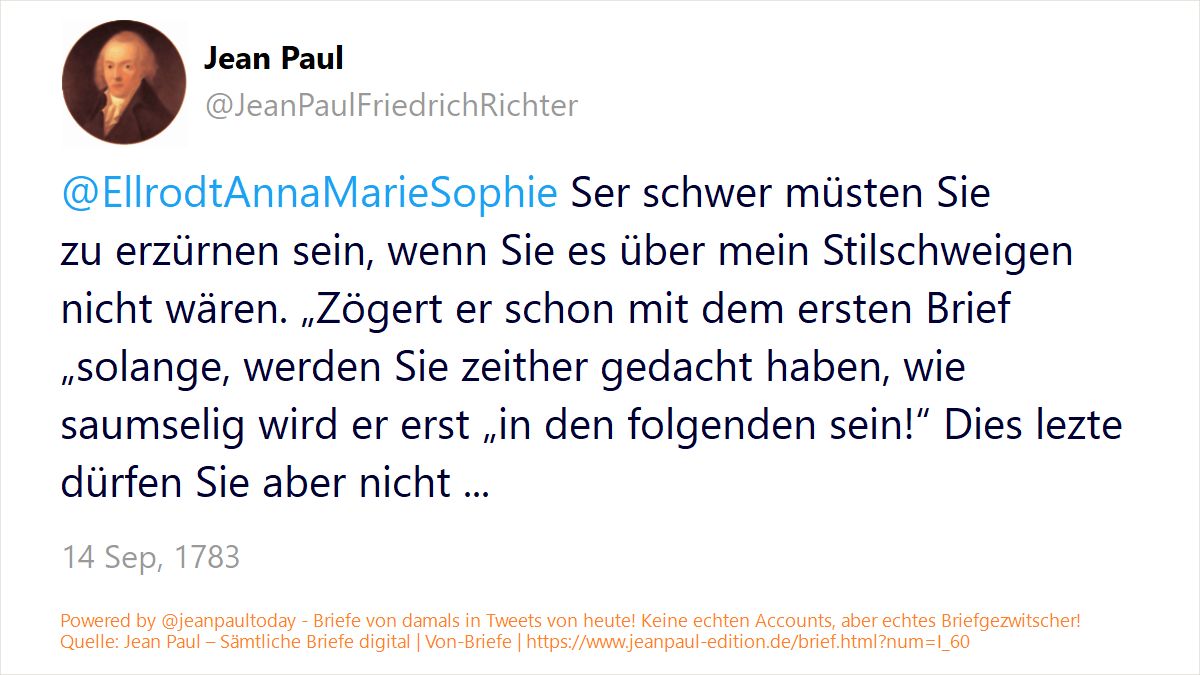 Jean Paul
@JeanPaulFriedrichRichter
@EllrodtAnnaMarieSophie Ser schwer müsten Sie
zu erzürnen sein, wenn Sie es über mein Stilschweigen
nicht wären. „Zögert er schon mit dem ersten Brief
„solange, werden Sie zeither gedacht haben, wie
saumselig wird er erst „in den folgenden sein!“ Dies lezte
dürfen Sie aber nicht ...
14 Sep, 1783
Powered by @jeanpaultoday - Briefe von damals in Tweets von heute! Keine echten Accounts, aber echtes Briefgezwitscher!
Quelle: Jean Paul – Sämtliche Briefe digital | Von-Briefe | https://www.jeanpaul-edition.de/brief.html?num=I_60